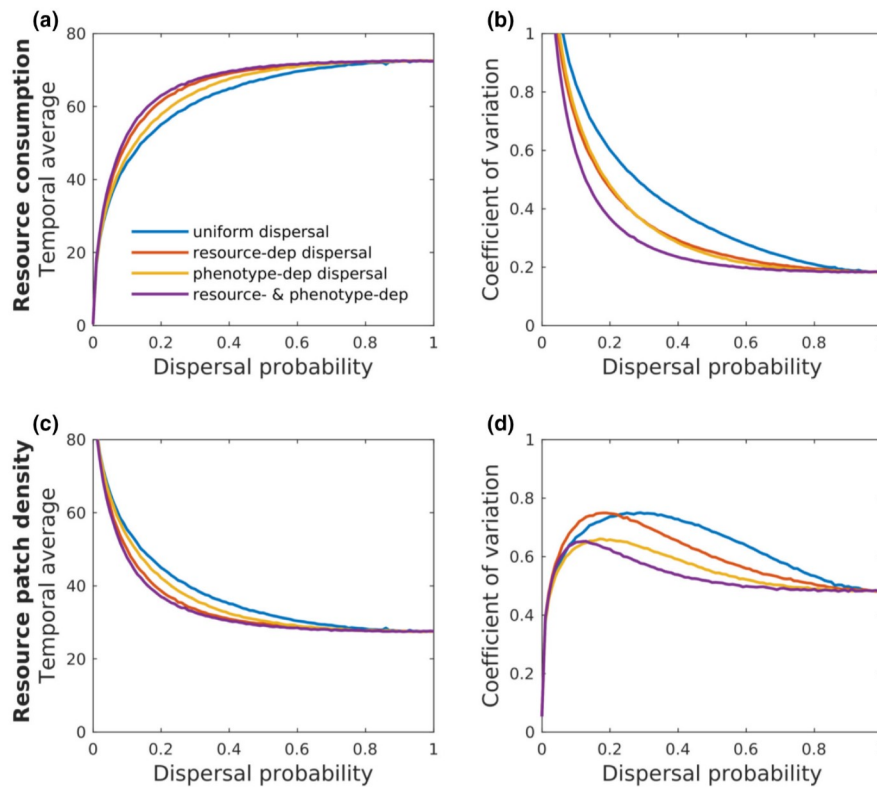 (a)
Resource consumption
Temporal average
80
60
40
20
0
uniform dispersal
resource-dep dispersal
phenotype-dep dispersal
resource- & phenotype-dep
0 0.2 0.4 0.6 0.8 1
Dispersal probability
(b)
Coefficient of variation
1
0.8
0.6
0.4
0.2
0
0 0.2 0.4 0.6 0.8
Dispersal probability
(c)
Resource patch density
Temporal average
80
60
40
20
0
0 0.2 0.4 0.6 0.8 1
Dispersal probability
(d)
Coefficient of variation
1
0.8
0.6
0.4
0.2
0
0 0.2 0.4 0.6 0.8
Dispersal probability